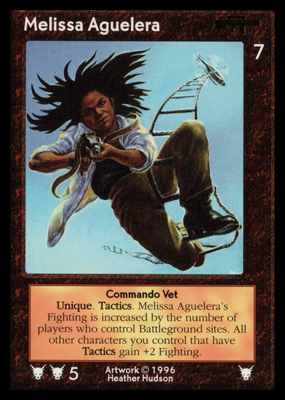 Melissa Aguelera
7
Commando Vet
Unique. Tactics. Melissa Aguelera's
Fighting is increased by the number of
players who control Battleground sites. All
other characters you control that have
Tactics gain +2 Fighting.
5
Artwork © 1996
Heather Hudson